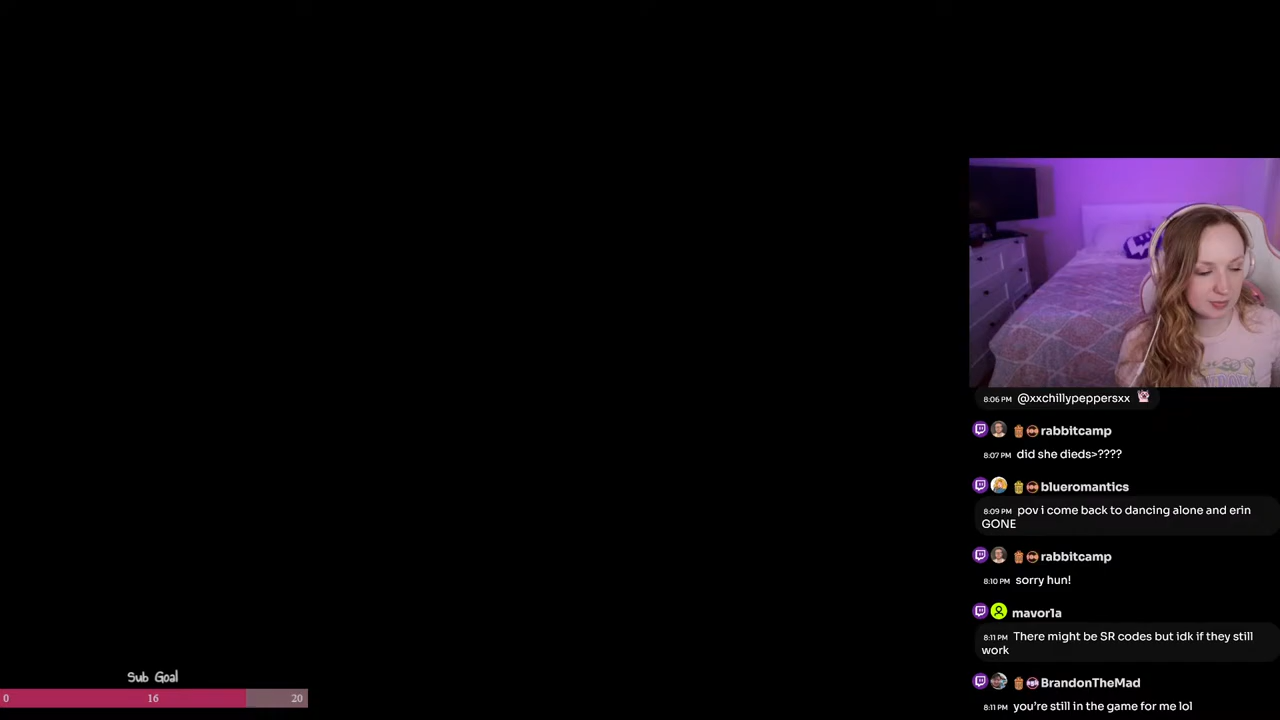 8:06 PM @xxchillypeppersxx
rabbitcamp
8:07 PM did she dieds>????
blueromantics
8:09 PM pov i come back to dancing alone and erin
GONE
rabbitcamp
8:10 PM sorry hun!
mavor1a
8:11 PM There might be SR codes but idk if they still
work
BrandonTheMad
8:11 PM you're still in the game for me lol
Sub Goal
0 16 20